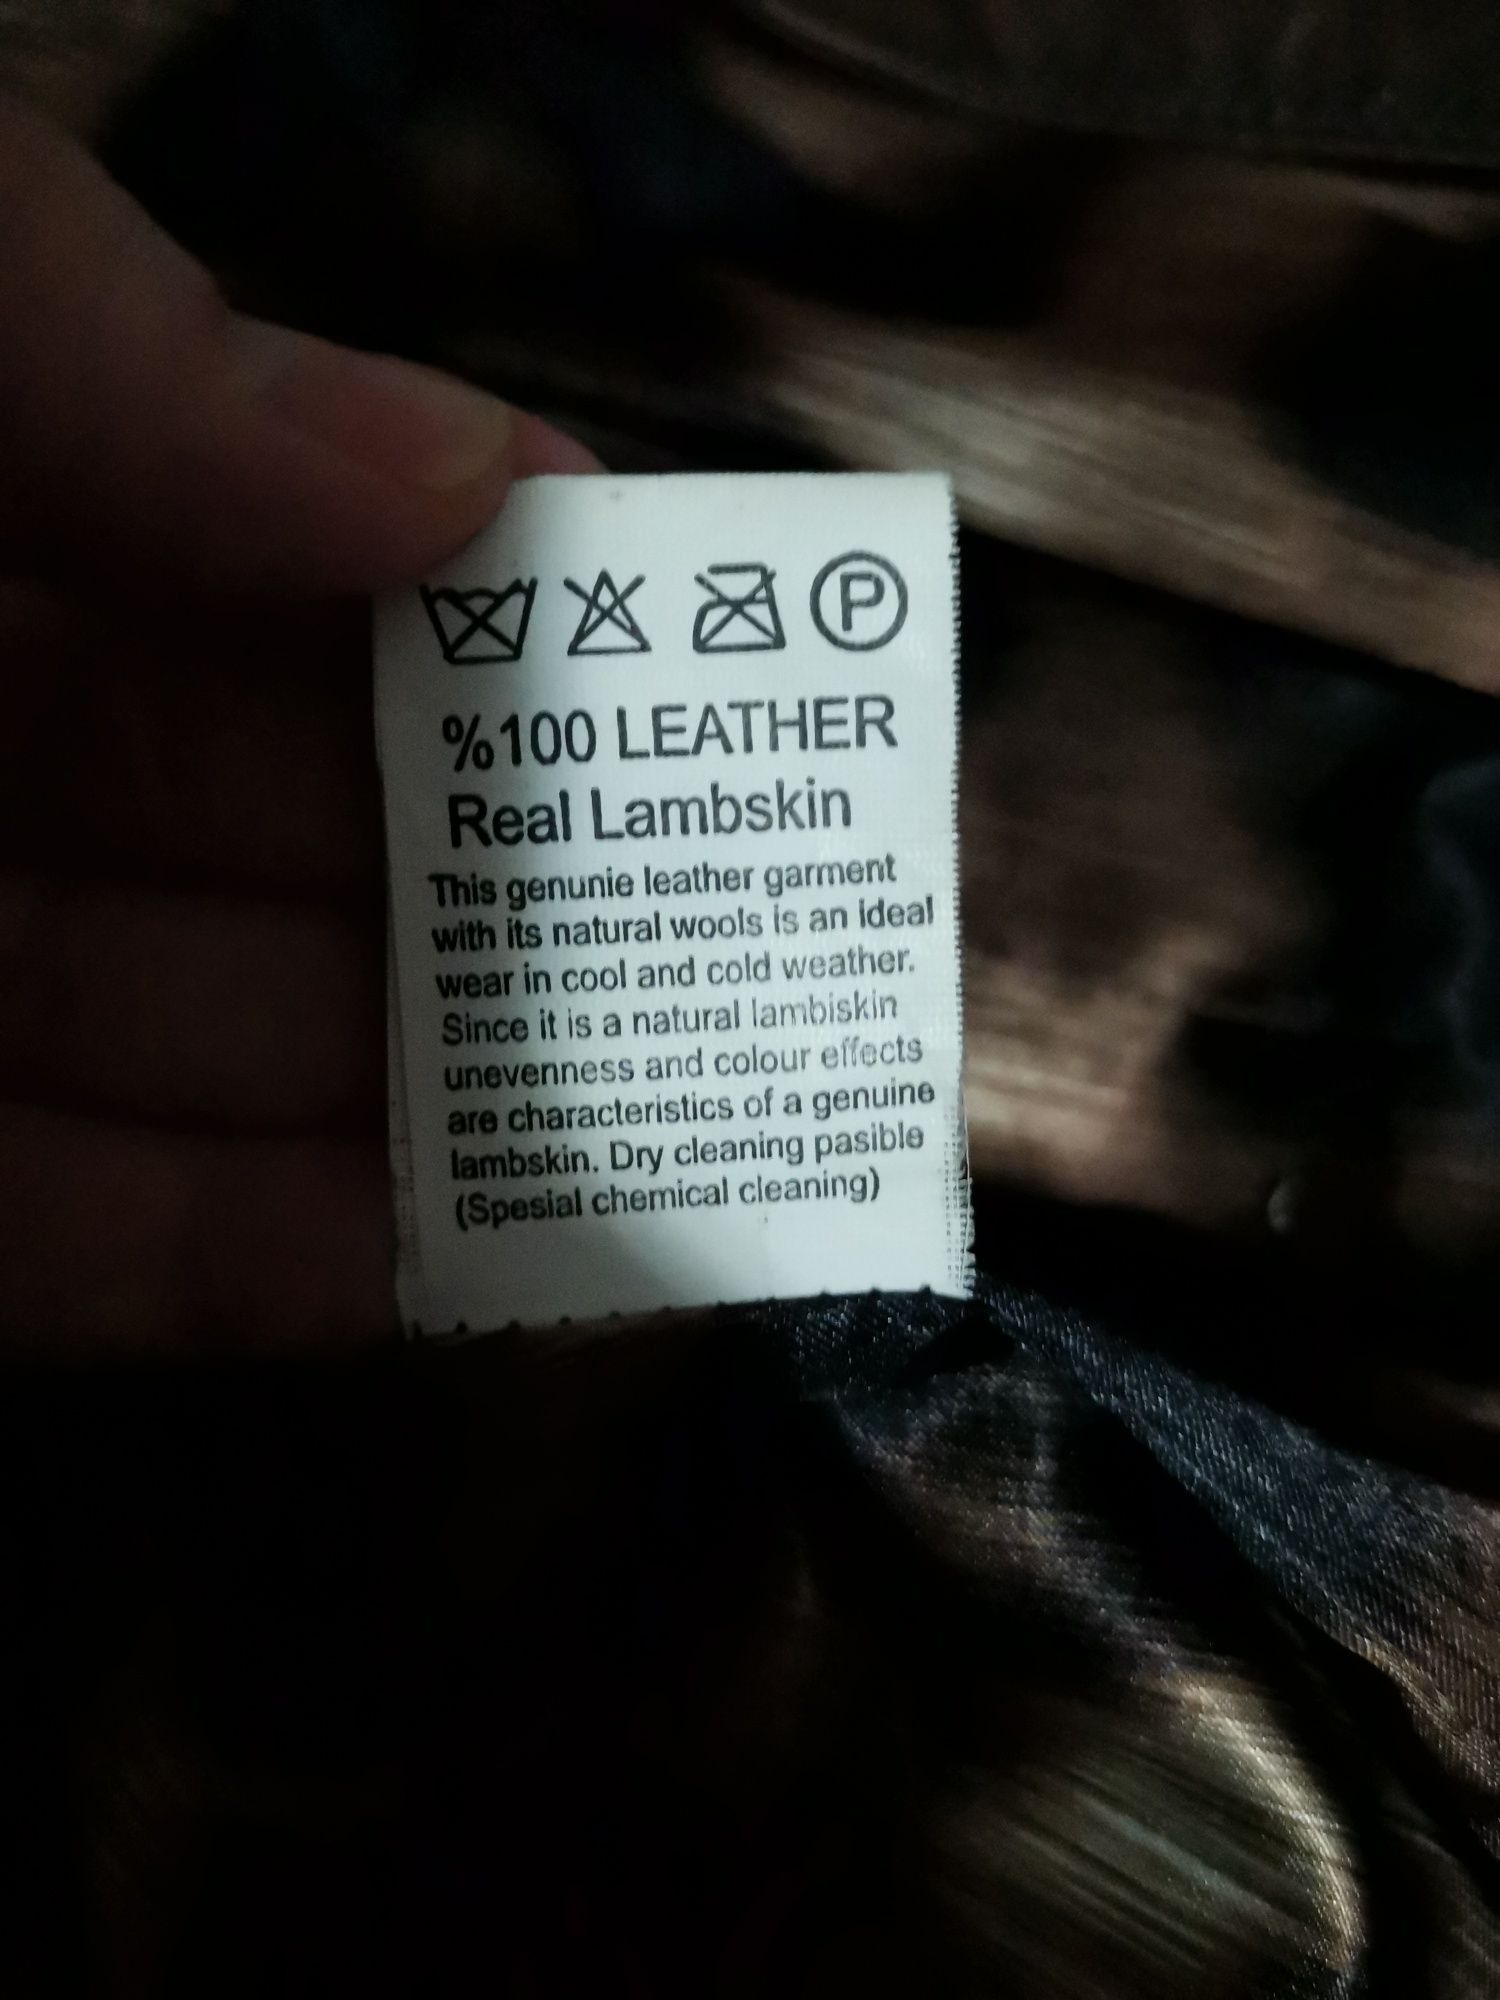 P
%100 LEATHER
Real Lambskin
This genunie leather garment
with its natural wools is an ideal
wear in cool and cold weather.
Since it is a natural lambiskin
unevenness and colour effects
are characteristics of a genuine
lambskin. Dry cleaning pasible
(Spesial chemical cleaning)